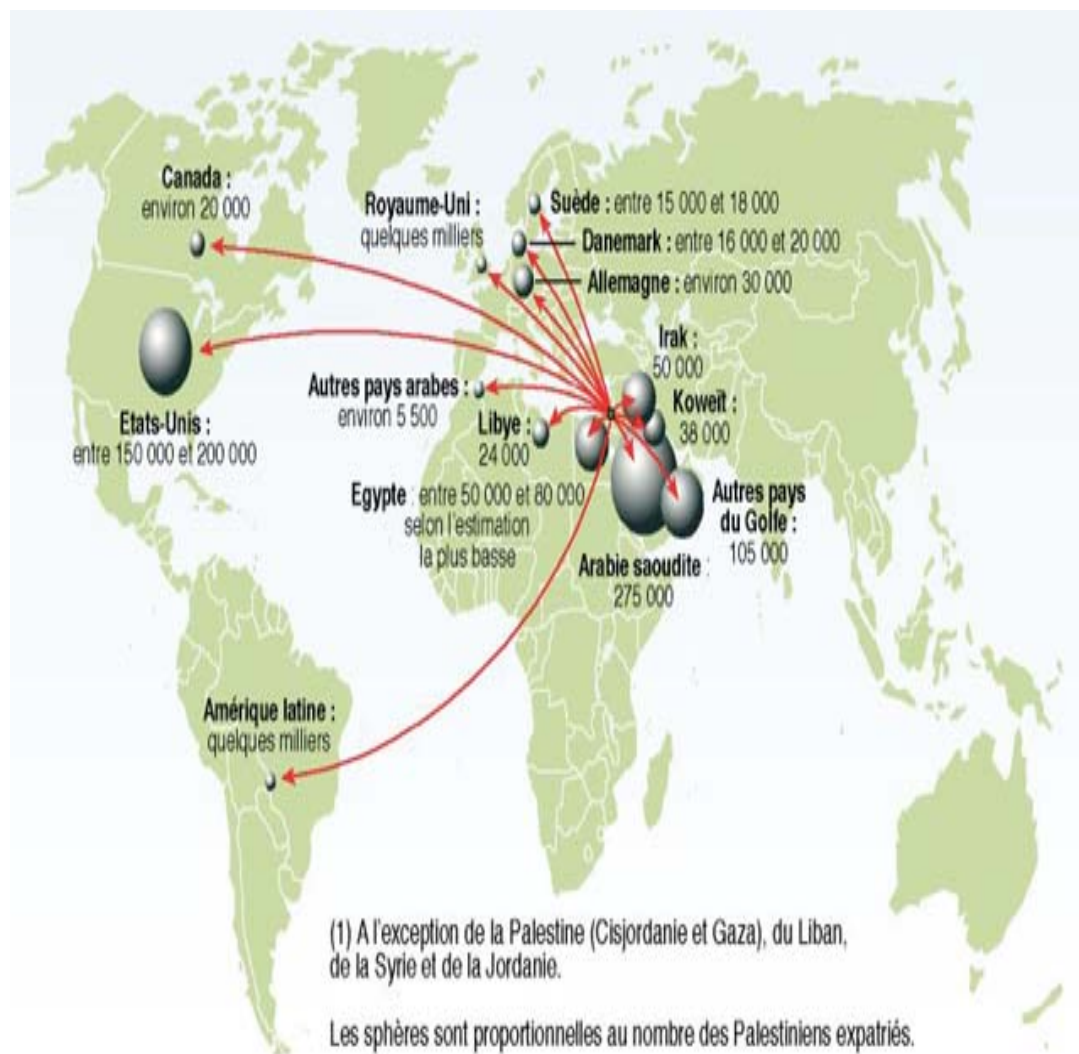 Canada :
environ 20 000
Royaume-Uni :
quelques milliers
Suède : entre 15 000 et 18 000
Danemark : entre 16 000 et 20 000
Allemagne : environ 30 000
Irak :
50 000
Koweït :
38 000
Autres pays arabes :
environ 5 500
Libye :
24 000
Etats-Unis :
entre 150 000 et 200 000
Egypte : entre 50 000 et 80 000
selon l'estimation
la plus basse
Autres pays
du Golfe :
105 000
Arabie saoudite :
275 000
Amérique latine :
quelques milliers
(1) A l'exception de la Palestine (Cisjordanie et Gaza), du Liban,
de la Syrie et de la Jordanie.
Les sphères sont proportionnelles au nombre des Palestiniens expatriés.